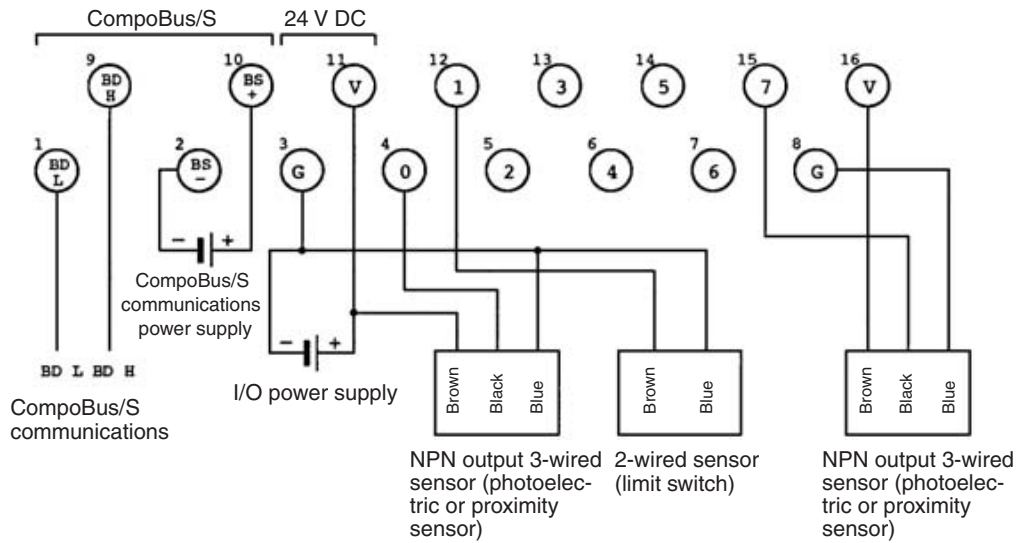 CompoBus/S 24 V DC
9 10 11 12 13 14 15 16
BD H BS + V 1 3 5 7 V
1 2 3 4 5 6 7 8
BD L BS – G 0 2 4 6 G
– +
CompoBus/S
communications
power supply
– +
I/O power supply
BD L BD H
CompoBus/S
communications
Brown Black Blue
Brown Blue
Brown Black Blue
NPN output 3-wired
sensor (photoelec-
tric or proximity
sensor)
2-wired sensor
(limit switch)
NPN output 3-wired
sensor (photoelec-
tric or proximity
sensor)